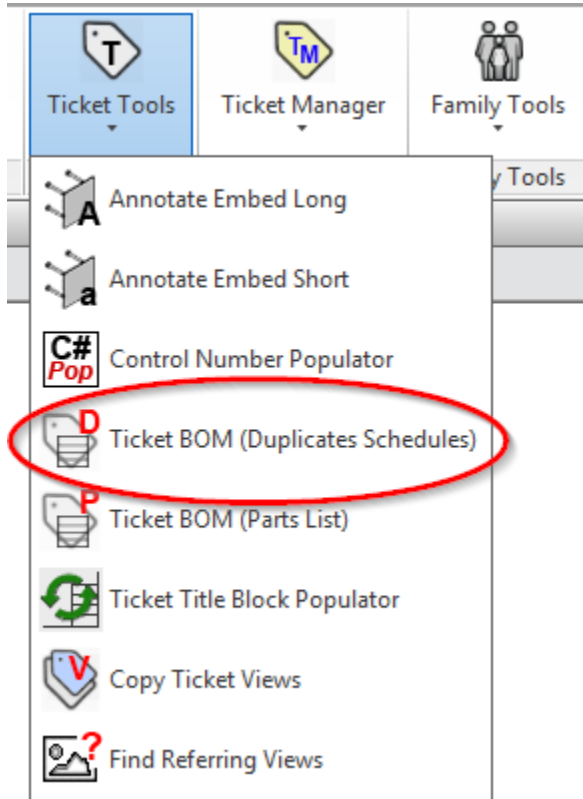 T
TM
Ticket Tools
Ticket Manager
Family Tools
y Tools
A
Annotate Embed Long
a
Annotate Embed Short
C#
Pop
Control Number Populator
D
Ticket BOM (Duplicates Schedules)
P
Ticket BOM (Parts List)
Ticket Title Block Populator
V
Copy Ticket Views
?
Find Referring Views